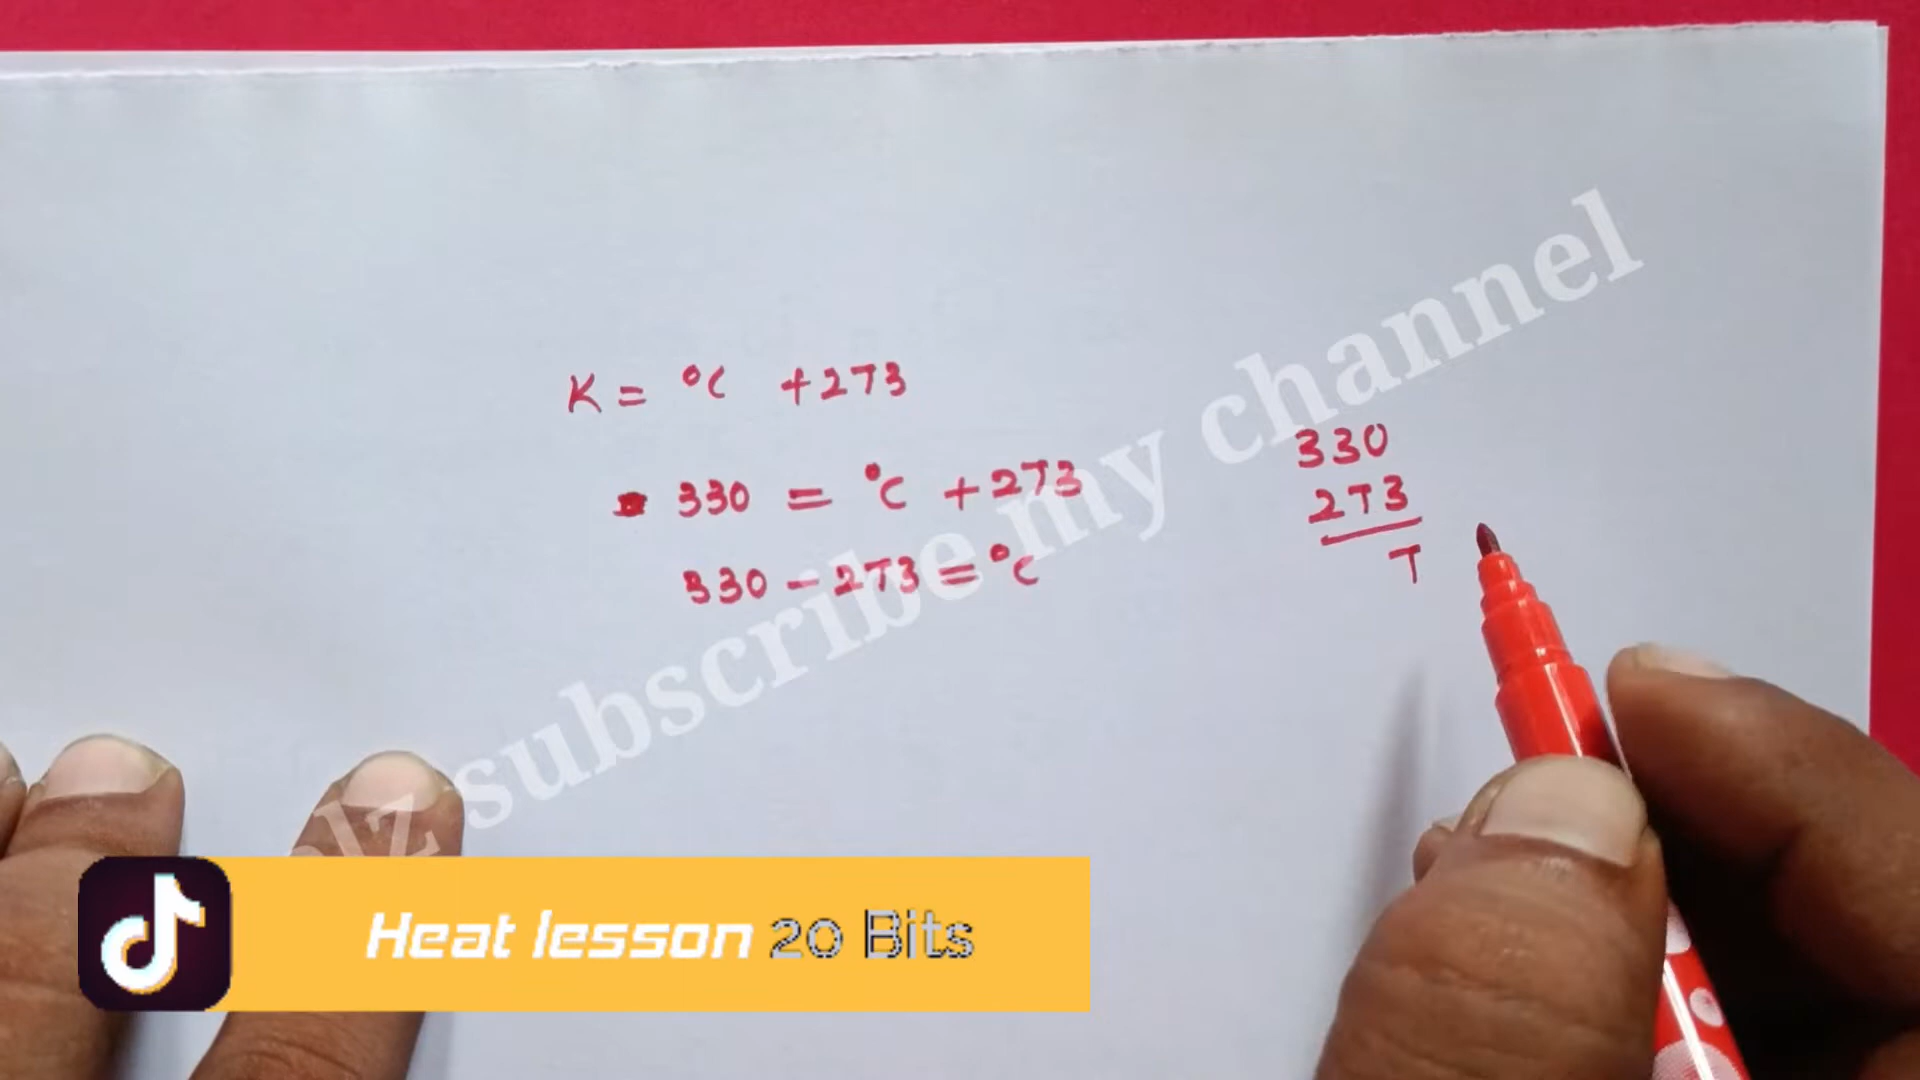 K = °C +273
330 = °C +273
330 - 273 = °C
330
273
7
subscribe my channel
Heat lesson 20 Bits